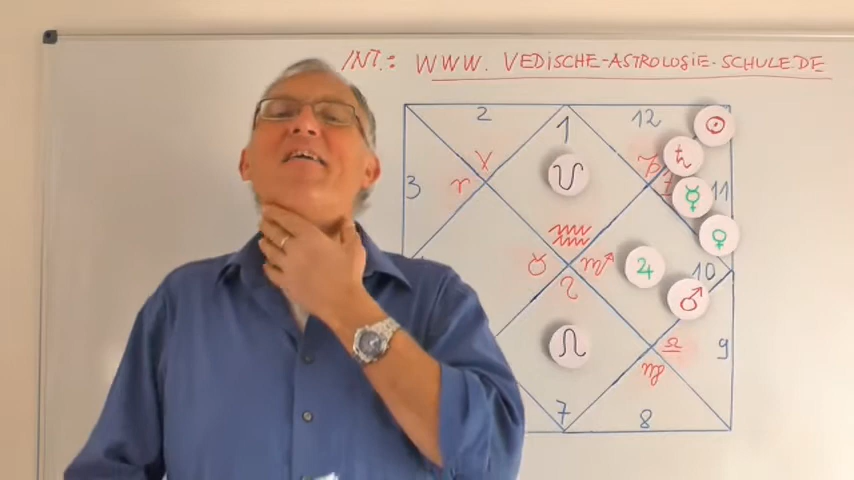 INT.: WWW. VEDISCHE-ASTROLOGIE-SCHULE.DE
2 1 12
♓ ♑
3 ♈ 11
♒
♉ ♏ 10
♌
♎ 9
♍
7 8